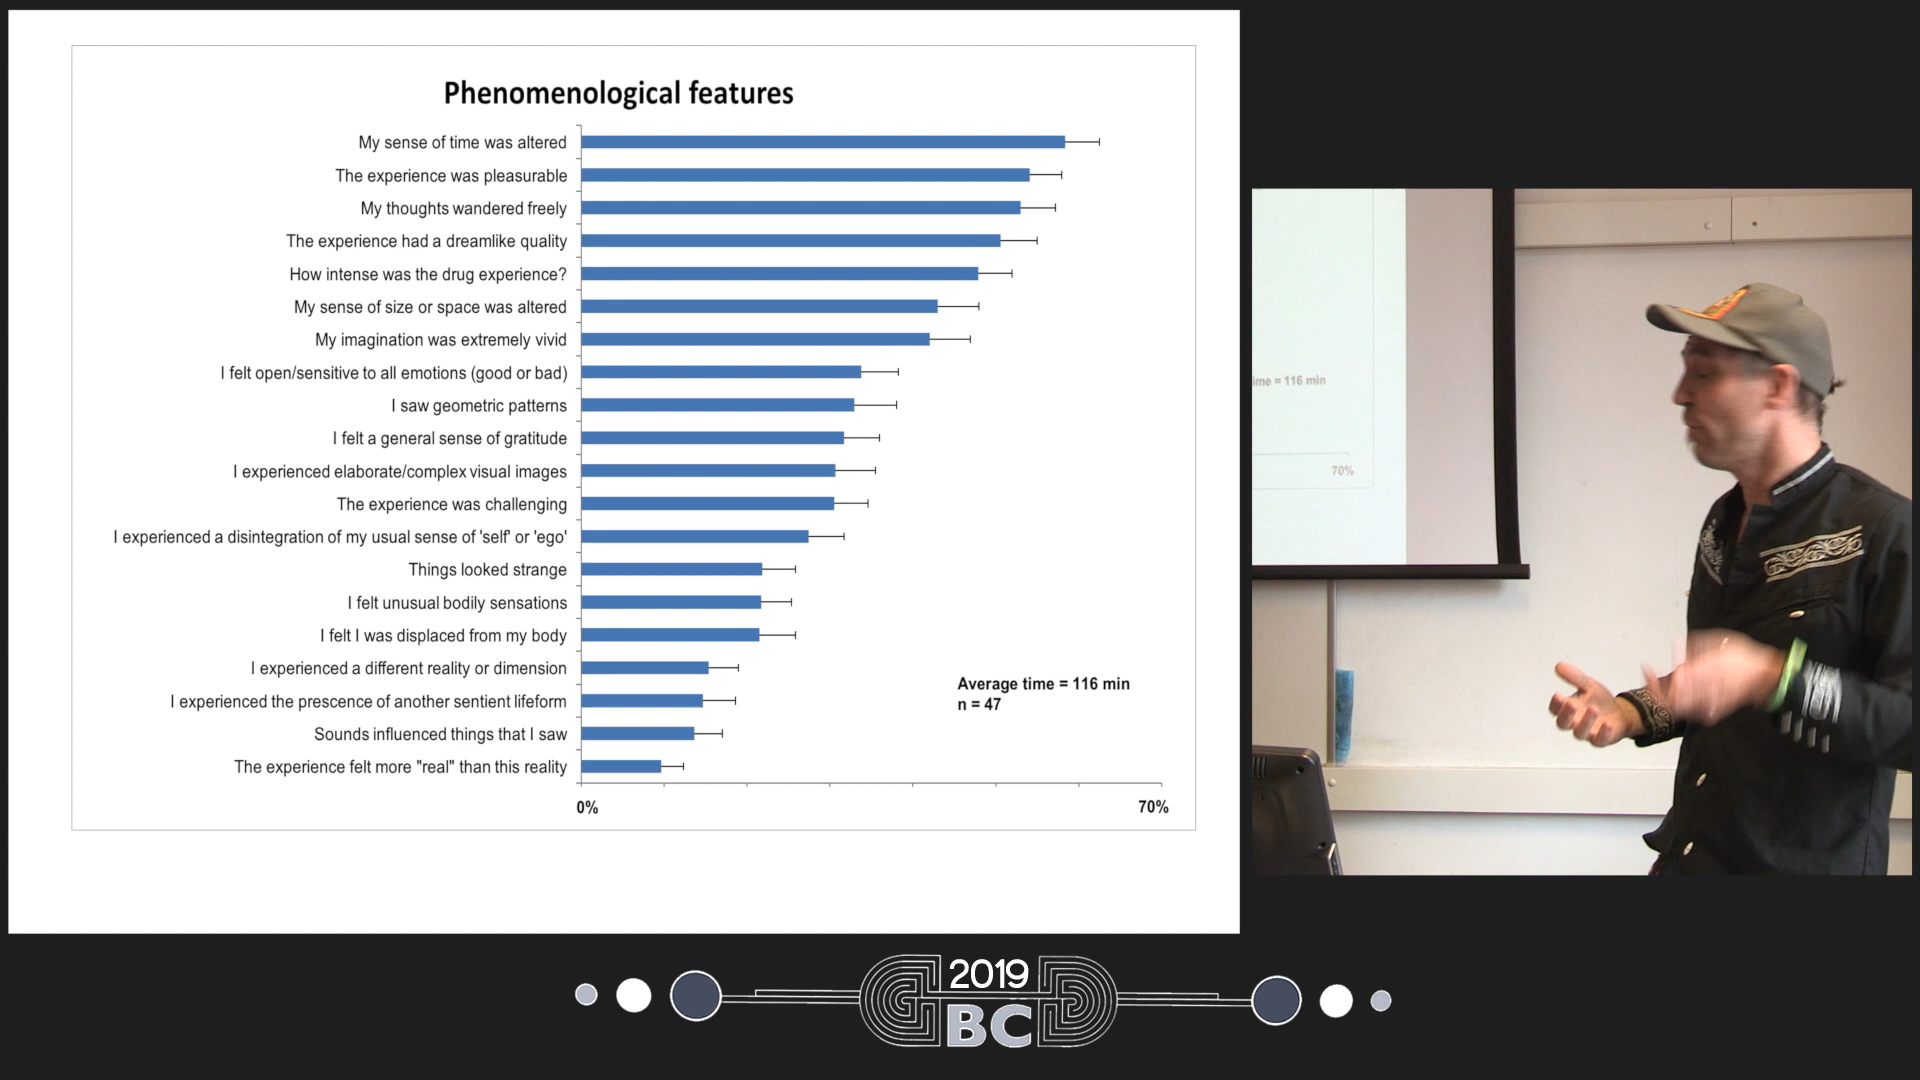 Phenomenological features
My sense of time was altered
The experience was pleasurable
My thoughts wandered freely
The experience had a dreamlike quality
How intense was the drug experience?
My sense of size or space was altered
My imagination was extremely vivid
I felt open/sensitive to all emotions (good or bad)
I saw geometric patterns
I felt a general sense of gratitude
I experienced elaborate/complex visual images
The experience was challenging
I experienced a disintegration of my usual sense of 'self' or 'ego'
Things looked strange
I felt unusual bodily sensations
I felt I was displaced from my body
I experienced a different reality or dimension
I experienced the prescence of another sentient lifeform
Sounds influenced things that I saw
The experience felt more "real" than this reality
Average time = 116 min
n = 47
0%
70%
ime = 116 min
70%
2019
BC